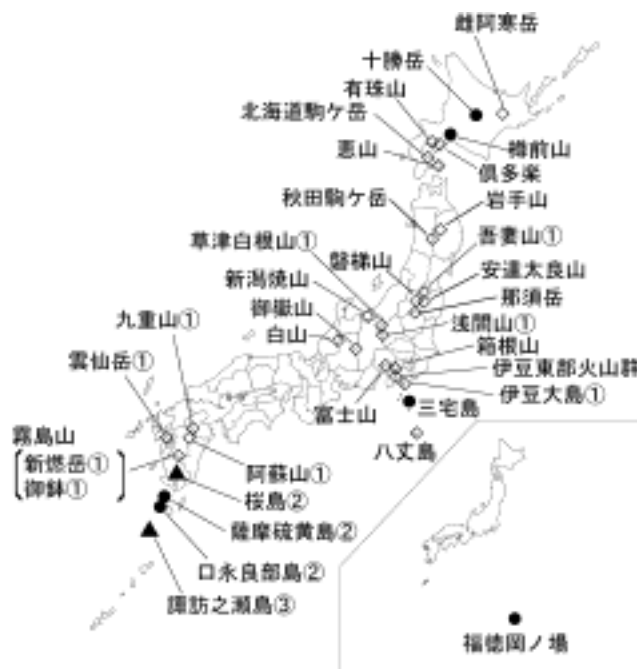 雌阿寒岳
十勝岳
有珠山
北海道駒ケ岳
樽前山
恵山
倶多楽
秋田駒ケ岳
岩手山
草津白根山①
吾妻山①
磐梯山
安達太良山
新潟焼山
那須岳
御嶽山
九重山①
浅間山①
白山
箱根山
雲仙岳①
伊豆東部火山群
伊豆大島①
富士山
三宅島
霧島山
八丈島
新燃岳①
阿蘇山①
御鉢①
桜島②
薩摩硫黄島②
口永良部島②
諏訪之瀬島③
福徳岡ノ場